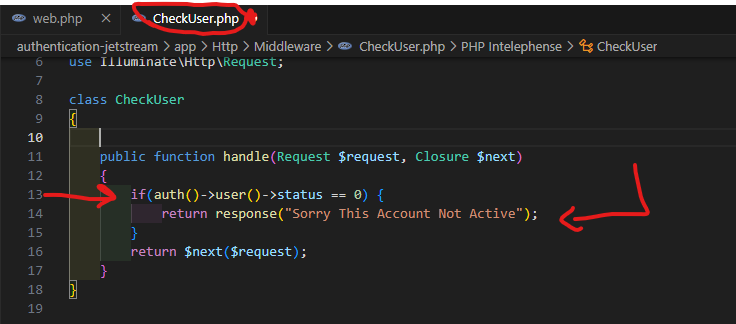 web.php CheckUser.php
authentication-jetstream > app > Http > Middleware > CheckUser.php > PHP Intelephense > CheckUser
6 use Illuminate\Http\Request;
7
8 class CheckUser
9 {
10
11 public function handle(Request $request, Closure $next)
12 {
13 if(auth()->user()->status == 0) {
14 return response("Sorry This Account Not Active");
15 }
16 return $next($request);
17 }
18 }
19